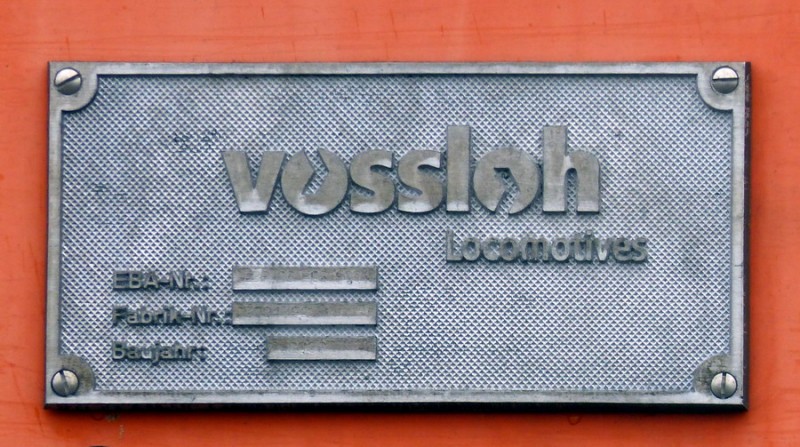 vossloh
Locomotives
EBA-Nr.:
Fabrik-Nr.:
Baujahr: